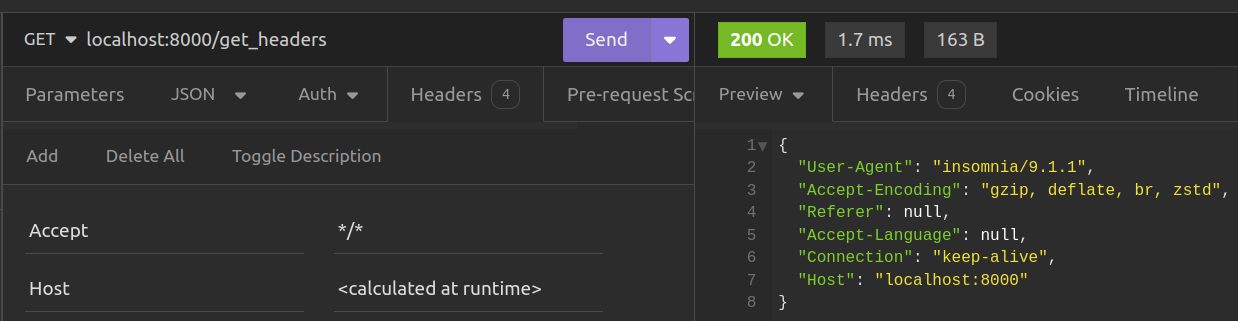 GET localhost:8000/get_headers Send 200 OK 1.7 ms 163 B
Parameters JSON Auth Headers 4 Pre-request Scr Preview Headers 4 Cookies Timeline
Add Delete All Toggle Description
Accept */*
Host <calculated at runtime>
1 {
2 "User-Agent": "insomnia/9.1.1",
3 "Accept-Encoding": "gzip, deflate, br, zstd",
4 "Referer": null,
5 "Accept-Language": null,
6 "Connection": "keep-alive",
7 "Host": "localhost:8000"
8 }